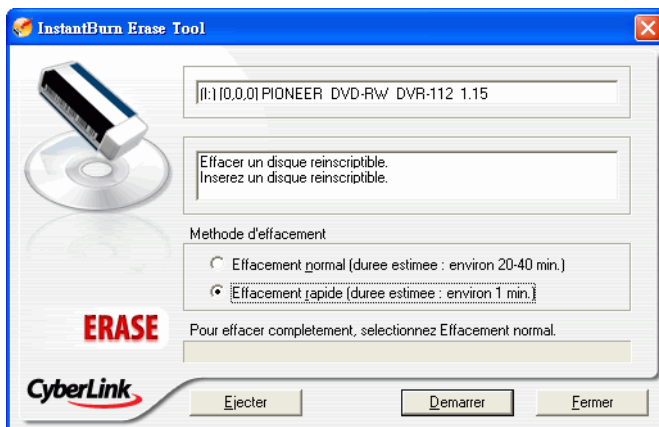 InstantBurn Erase Tool
(I:) [0,0,0] PIONEER DVD-RW DVR-112 1.15
Effacer un disque reinscriptible.
Inserez un disque reinscriptible.
Methode d'effacement
Effacement normal (duree estimee : environ 20-40 min.)
Effacement rapide (duree estimee : environ 1 min.)
ERASE
Pour effacer completement, selectionnez Effacement normal.
CyberLink
Ejecter
Demarrer
Fermer